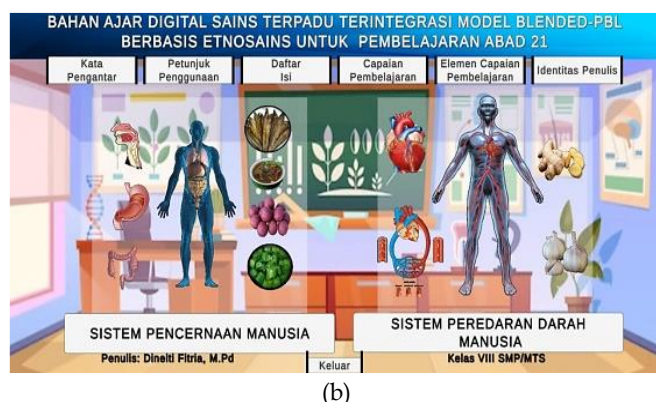 BAHAN AJAR DIGITAL SAINS TERPADU TERINTEGRASI MODEL BLENDED-PBL
BERBASIS ETNOSAINS UNTUK PEMBELAJARAN ABAD 21
Kata
Pengantar
Petunjuk
Penggunaan
Daftar
Isi
Capaian
Pembelajaran
Elemen Capaian
Pembelajaran
Identitas Penulis
SISTEM PENCERNAAN MANUSIA
SISTEM PEREDARAN DARAH
MANUSIA
Penulis: Dineiti Fitria, M.Pd
Keluar
Kelas VIII SMP/MTS
(b)